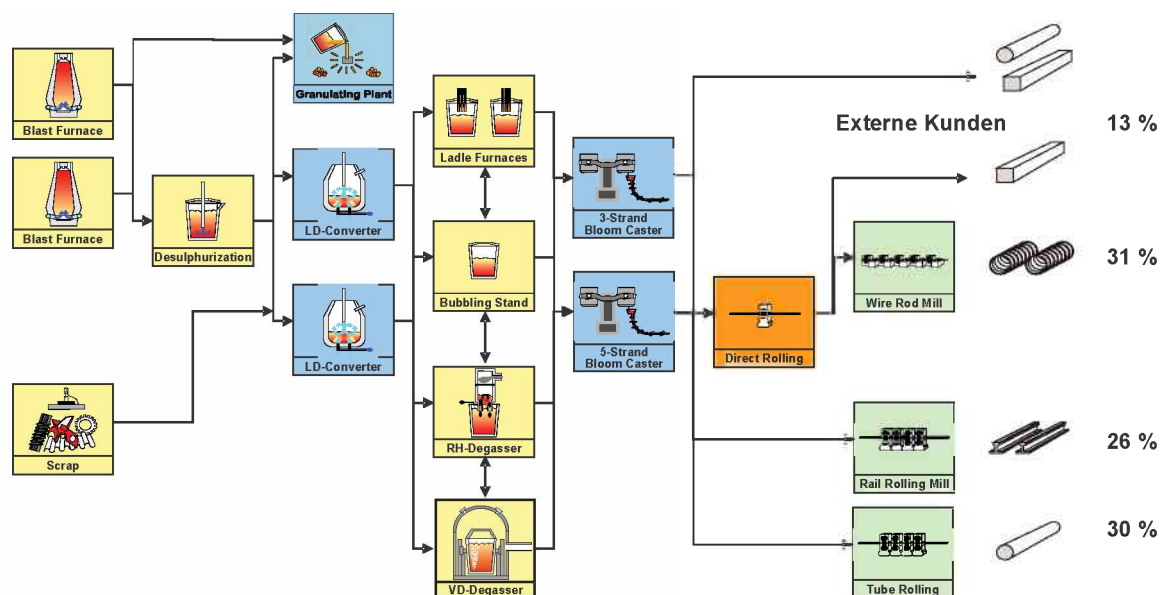 Granulating Plant
Blast Furnace
Ladle Furnaces
Externe Kunden
13 %
Blast Furnace
Desulphurization
LD-Converter
3-Strand
Bloom Caster
Bubbling Stand
Wire Rod Mill
31 %
LD-Converter
5-Strand
Bloom Caster
Direct Rolling
Scrap
RH-Degasser
Rail Rolling Mill
26 %
VD-Degasser
Tube Rolling
30 %